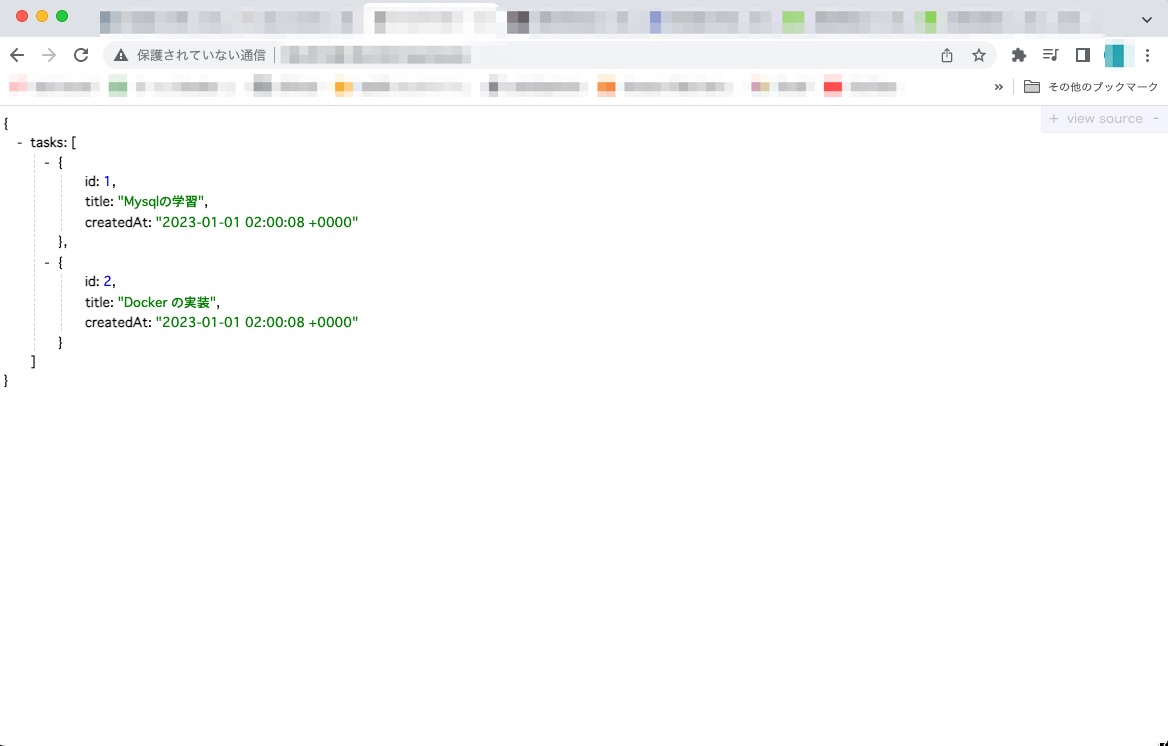 保護されていない通信
»
その他のブックマーク
+ view source -
{
- tasks: [
- {
id: 1,
title: "Mysqlの学習",
createdAt: "2023-01-01 02:00:08 +0000"
},
- {
id: 2,
title: "Docker の実装",
createdAt: "2023-01-01 02:00:08 +0000"
}
]
}